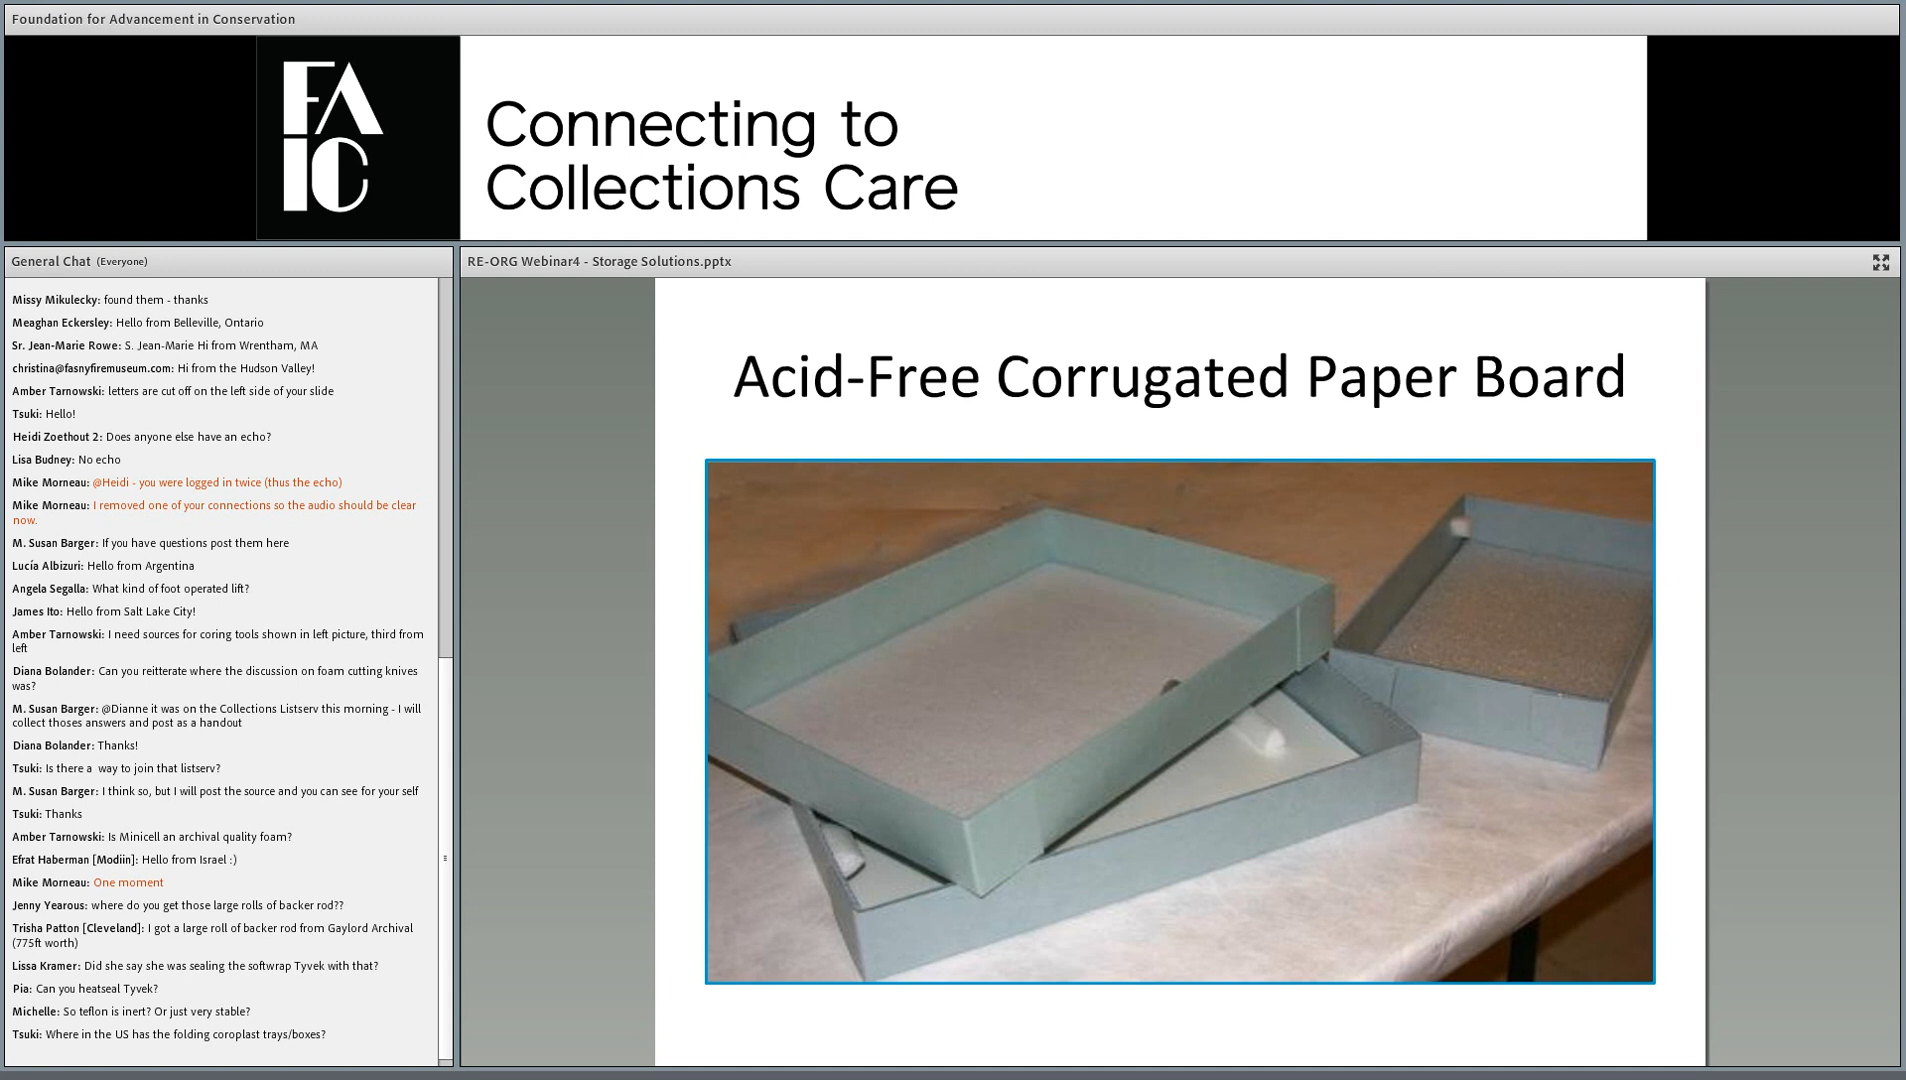 Foundation for Advancement in Conservation
FA
IC
Connecting to
Collections Care
General Chat (Everyone)
Missy Mikulecky: found them - thanks
Meaghan Eckersley: Hello from Belleville, Ontario
Sr. Jean-Marie Rowe: S. Jean-Marie Hi from Wrentham, MA
christina@fasnyfiremuseum.com: Hi from the Hudson Valley!
Amber Tarnowski: letters are cut off on the left side of your slide
Tsuki: Hello!
Heidi Zoethout 2: Does anyone else have an echo?
Lisa Budney: No echo
Mike Morneau: @Heidi - you were logged in twice (thus the echo)
Mike Morneau: I removed one of your connections so the audio should be clear
now.
M. Susan Barger: If you have questions post them here
Lucía Albizuri: Hello from Argentina
Angela Segalla: What kind of foot operated lift?
James Ito: Hello from Salt Lake City!
Amber Tarnowski: I need sources for coring tools shown in left picture, third from
left
Diana Bolander: Can you reitterate where the discussion on foam cutting knives
was?
M. Susan Barger: @Dianne it was on the Collections Listserv this morning - I will
collect thoses answers and post as a handout
Diana Bolander: Thanks!
Tsuki: Is there a  way to join that listserv?
M. Susan Barger: I think so, but I will post the source and you can see for your self
Tsuki: Thanks
Amber Tarnowski: Is Minicell an archival quality foam?
Efrat Haberman [Modiin]: Hello from Israel :)
Mike Morneau: One moment
Jenny Yearous: where do you get those large rolls of backer rod??
Trisha Patton [Cleveland]: I got a large roll of backer rod from Gaylord Archival
(775ft worth)
Lissa Kramer: Did she say she was sealing the softwrap Tyvek with that?
Pia: Can you heatseal Tyvek?
Michelle: So teflon is inert? Or just very stable?
Tsuki: Where in the US has the folding coroplast trays/boxes?
RE-ORG Webinar4 - Storage Solutions.pptx
Acid-Free Corrugated Paper Board